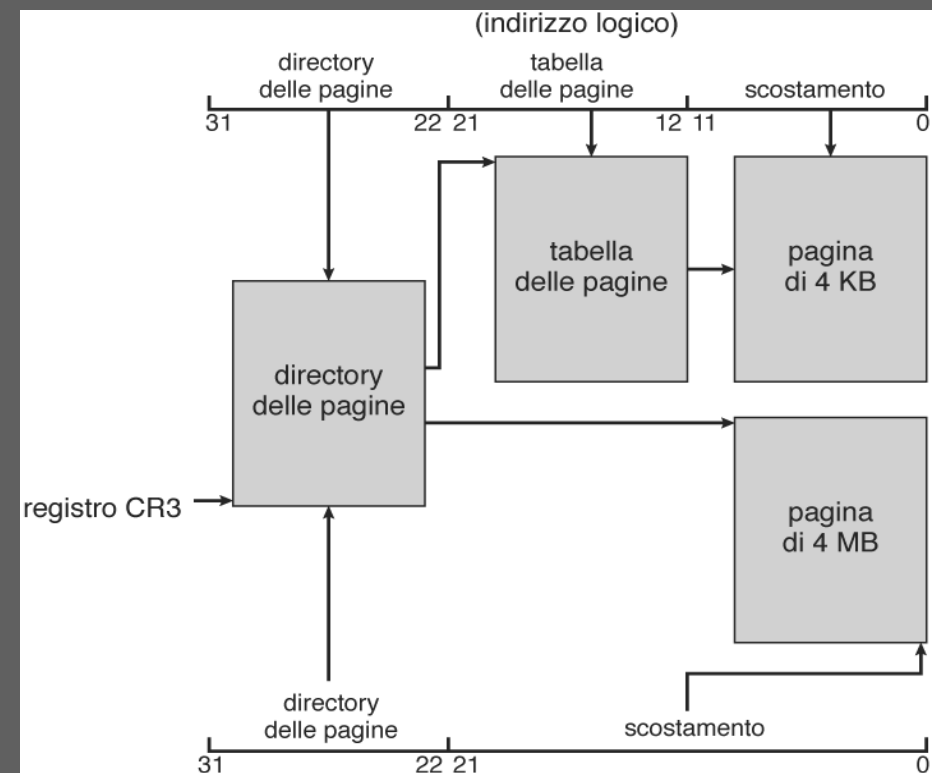 (indirizzo logico)
directory
delle pagine
tabella
delle pagine
scostamento
31
22
21
12
11
0
tabella
delle pagine
pagina
di 4 KB
directory
delle pagine
registro CR3
pagina
di 4 MB
directory
delle pagine
scostamento
31
22
21
0